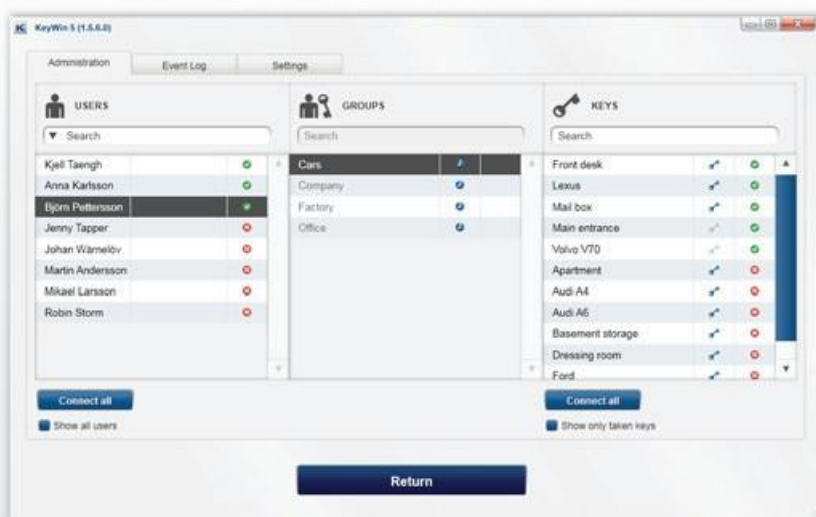 KeyWin 5 (1.5.6.0)
Administration
Event Log
Settings
USERS
Search
Kjell Taengh
Anna Karlsson
Björn Pettersson
Jenny Tapper
Johan Wärnelöv
Martin Andersson
Mikael Larsson
Robin Storm
Connect all
Show all users
GROUPS
Search
Cars
Company
Factory
Office
KEYS
Search
Front desk
Lexus
Mail box
Main entrance
Volvo V70
Apartment
Audi A4
Audi A6
Basement storage
Dressing room
Ford
Connect all
Show only taken keys
Return